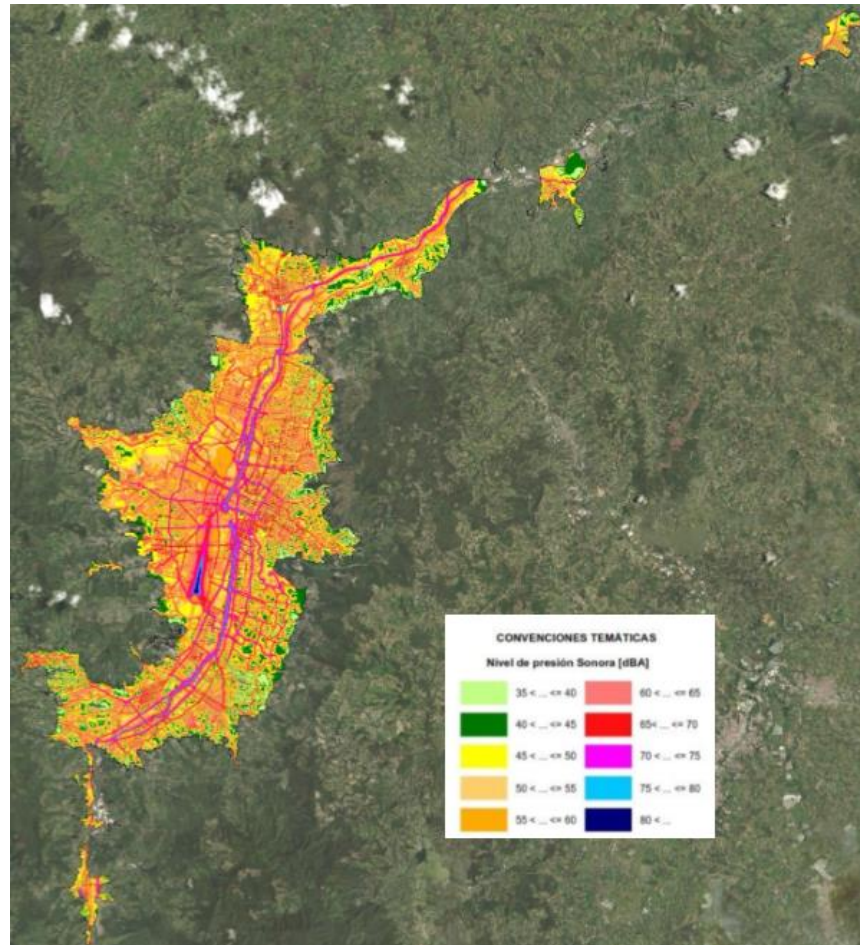 CONVENCIONES TEMÁTICAS
Nivel de presión Sonora [dBA]
35 < ... <= 40
60 < ... <= 65
40 < ... <= 45
65< ... <= 70
45 < ... <= 50
70 < ... <= 75
50 < ... <= 55
75 < ... <= 80
55 < ... <= 60
80 < ...